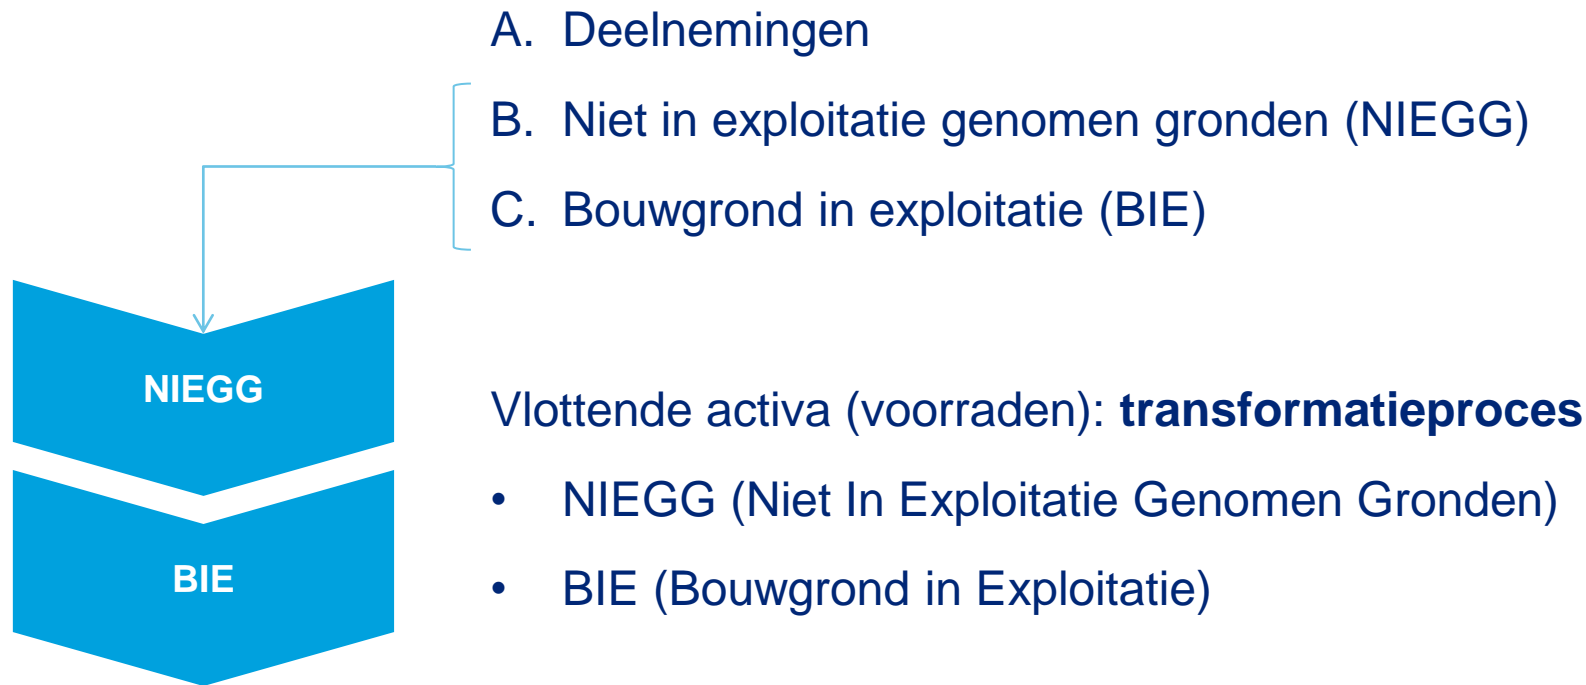 A. Deelnemingen
B. Niet in exploitatie genomen gronden (NIEGG)
C. Bouwgrond in exploitatie (BIE)
NIEGG
BIE
Vlottende activa (voorraden): transformatieproces
• NIEGG (Niet In Exploitatie Genomen Gronden)
• BIE (Bouwgrond in Exploitatie)